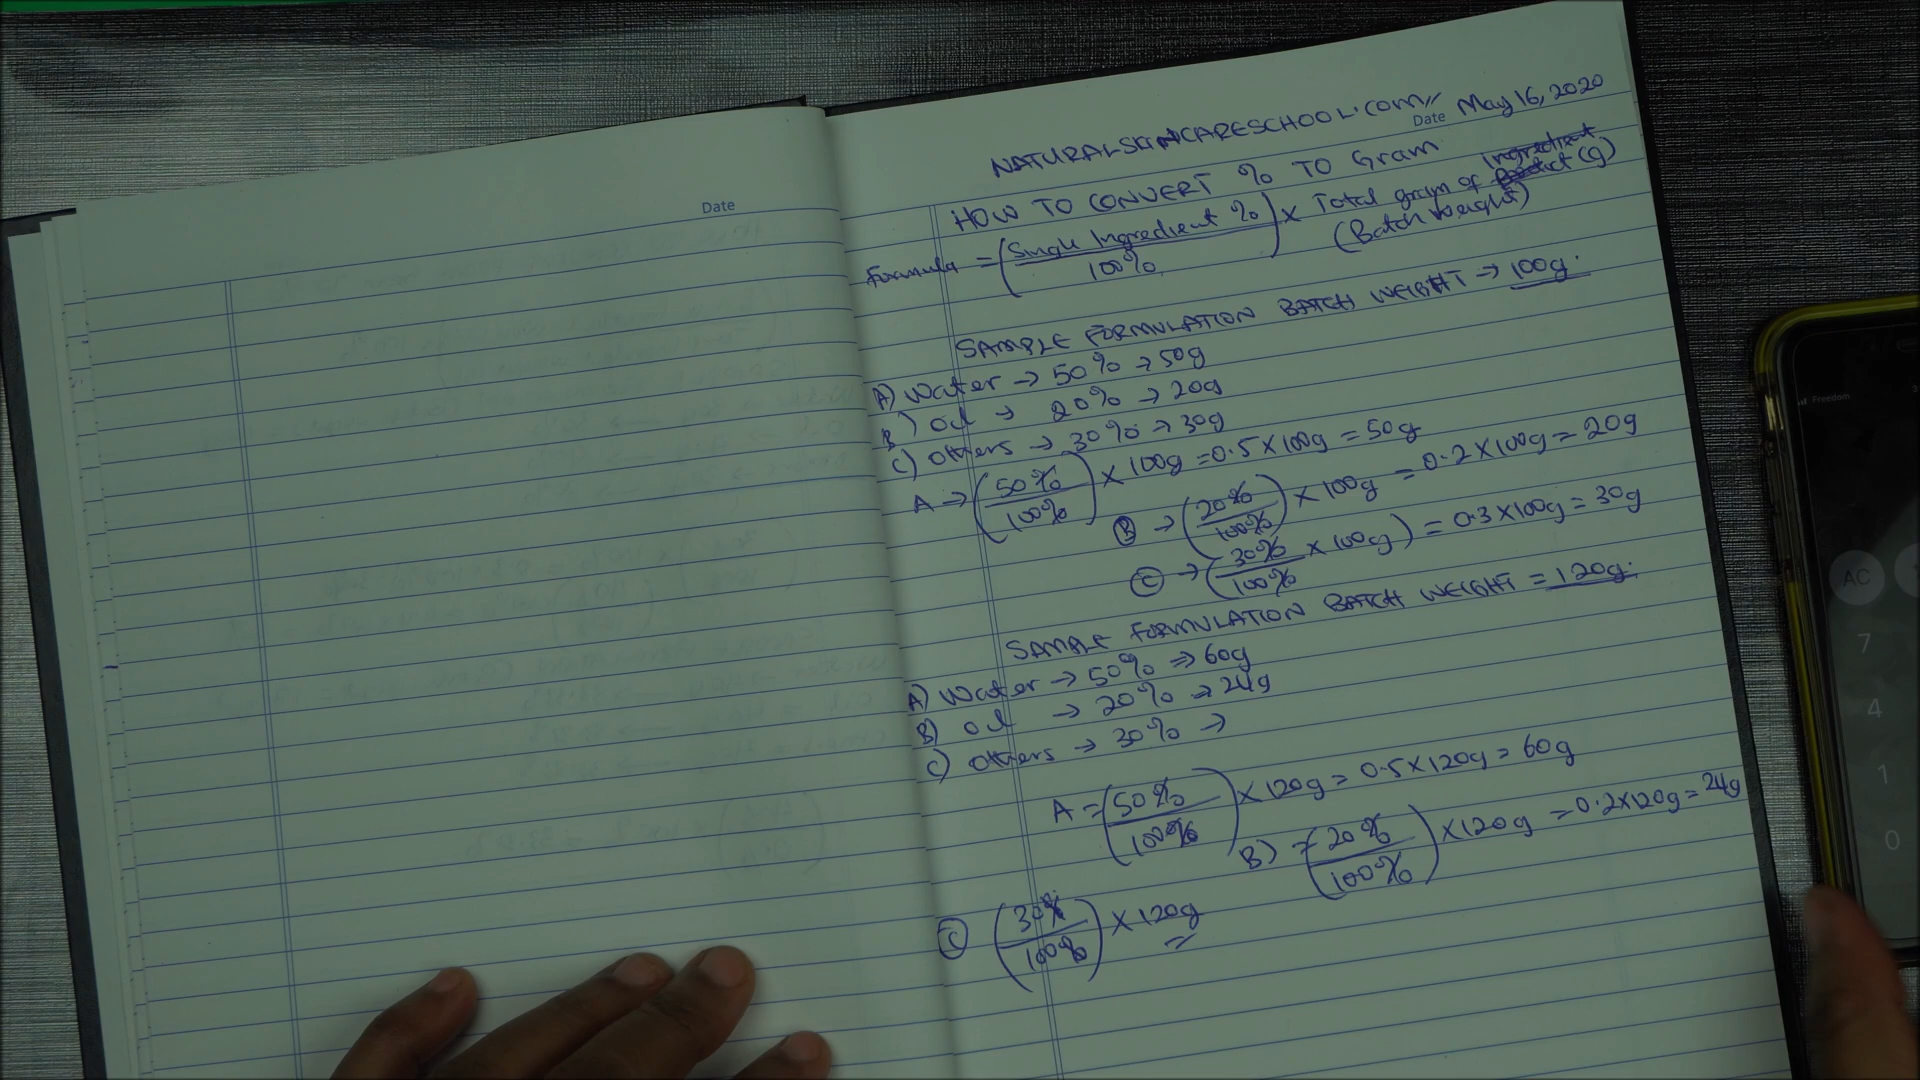 Date
NATURALSKINCARESCHOOL.COM// Date May 16, 2020
HOW TO CONVERT % TO Gram
Formula = (Single Ingredient % / 100%) × Total gram of Ingredient (g)
(Batch weight)
SAMPLE FORMULATION BATCH WEIGHT → 100g.
A) Water → 50% → 50g
B) Oil → 20% → 20g
C) Others → 30% → 30g
A → (50% / 100%) × 100g = 0.5 × 100g = 50g
B → (20% / 100%) × 100g = 0.2 × 100g = 20g
C → (30% / 100% × 100g) = 0.3 × 100g = 30g
SAMPLE FORMULATION BATCH WEIGHT = 120g.
A) Water → 50% → 60g
B) Oil → 20% → 24g
C) Others → 30% →
A = (50% / 100%) × 120g = 0.5 × 120g = 60g
B) = (20% / 100%) × 120g = 0.2 × 120g = 24g
C (30% / 100%) × 120g =
Freedom
AC
7
4
1
0